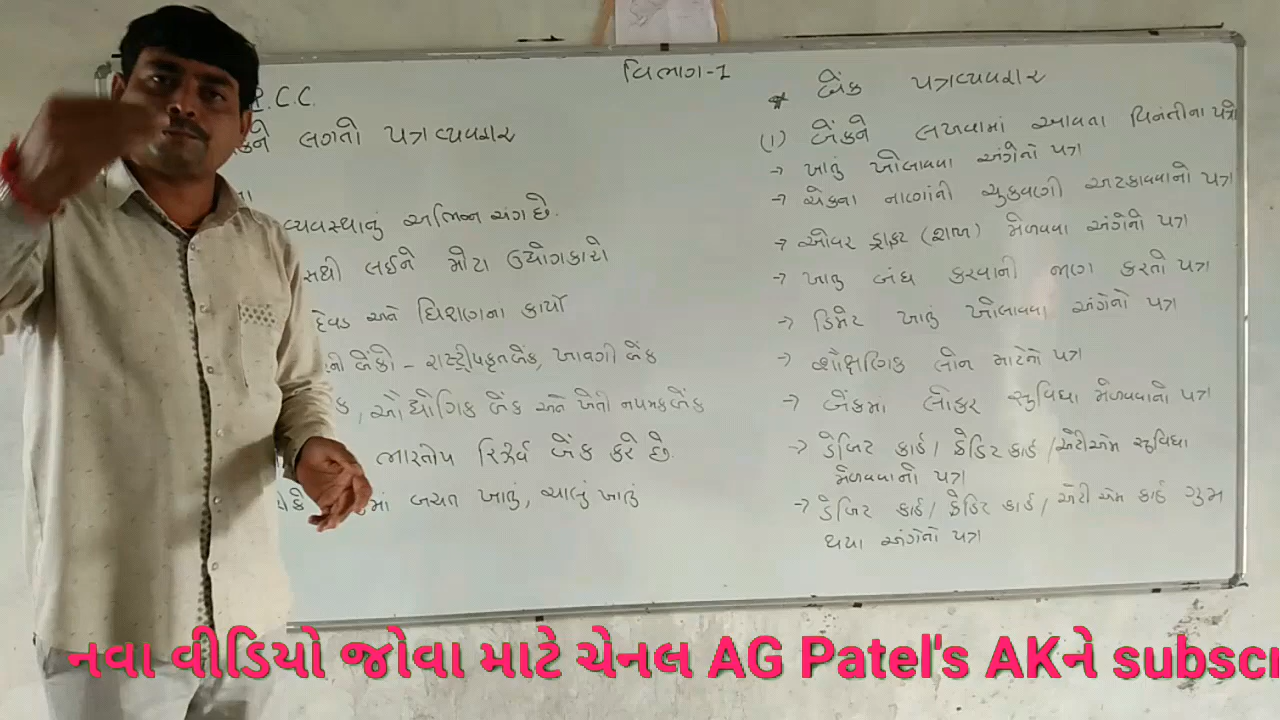 વિભાગ-1
P.C.C.
લગતો પત્રવ્યવહાર
વ્યવસ્થાનું અભિન્ન અંગ છે.
લઈને મોટા ઉદ્યોગકારો
અને ધિરાણના કાર્યો
બેંકો - રાષ્ટ્રીયકૃત બેંક, ખાનગી બેંક
ઔદ્યોગિક બેંક અને ખેતી
ભારતીય રિઝર્વ બેંક કરે છે.
બચત ખાતું, ચાલું ખાતું
* બેંક પત્રવ્યવહાર
(1) બેંકને લખવામાં આવતા વિનંતીના પત્રો
→ ખાતું ખોલાવવા અંગેનો પત્ર
→ ચેકના નાણાંની ચુકવણી અટકાવવાનો પત્ર
→ ઓવર ડ્રાફ્ટ (શાખ) મેળવવા અંગેનો પત્ર
→ ખાતુ બંધ કરવાની જાણ કરતો પત્ર
→ ડિમેટ ખાતું ખોલાવવા અંગેનો પત્ર
→ શૈક્ષણિક લોન માટેનો પત્ર
→ બેંકમાં લોકર સુવિધા મેળવવાનો પત્ર
→ ડેબિટ કાર્ડ / ક્રેડિટ કાર્ડ / એટીએમ સુવિધા
મેળવવાનો પત્ર
→ ડેબિટ કાર્ડ / ક્રેડિટ કાર્ડ / એટીએમ કાર્ડ ગુમ
થયા અંગેનો પત્ર
નવા વીડિયો જોવા માટે ચેનલ AG Patel's AKને subscr